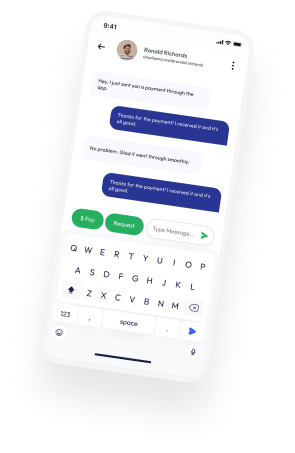 9:41
Ronald Richards
Hey, I just sent you a payment through the
app.
Thanks for the payment! I received it and it's
all good.
No problem. Glad it went through smoothly.
Thanks for the payment! I received it and it's
all good.
$ Pay
Request
Type Message...
Q W E R T Y U I O P
A S D F G H J K L
Z X C V B N M
123 , space .